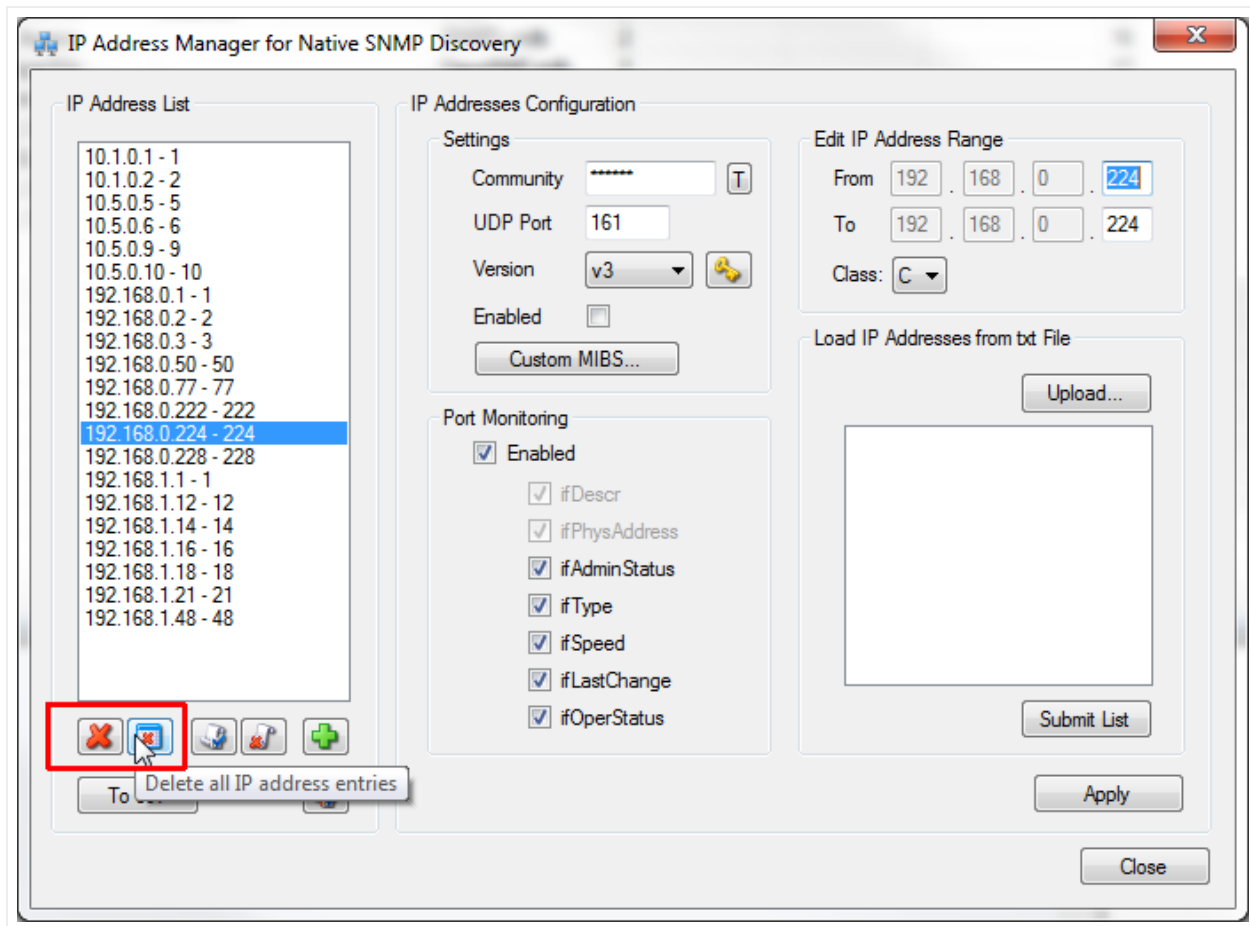 IP Address Manager for Native SNMP Discovery
IP Address List
10.1.0.1 - 1
10.1.0.2 - 2
10.5.0.5 - 5
10.5.0.6 - 6
10.5.0.9 - 9
10.5.0.10 - 10
192.168.0.1 - 1
192.168.0.2 - 2
192.168.0.3 - 3
192.168.0.50 - 50
192.168.0.77 - 77
192.168.0.222 - 222
192.168.0.224 - 224
192.168.0.228 - 228
192.168.1.1 - 1
192.168.1.12 - 12
192.168.1.14 - 14
192.168.1.16 - 16
192.168.1.18 - 18
192.168.1.21 - 21
192.168.1.48 - 48
Delete all IP address entries
To
IP Addresses Configuration
Settings
Community ****** T
UDP Port 161
Version v3
Enabled
Custom MIBS...
Port Monitoring
Enabled
ifDescr
ifPhysAddress
ifAdminStatus
ifType
ifSpeed
ifLastChange
ifOperStatus
Edit IP Address Range
From 192 . 168 . 0 . 224
To 192 . 168 . 0 . 224
Class: C
Load IP Addresses from txt File
Upload...
Submit List
Apply
Close